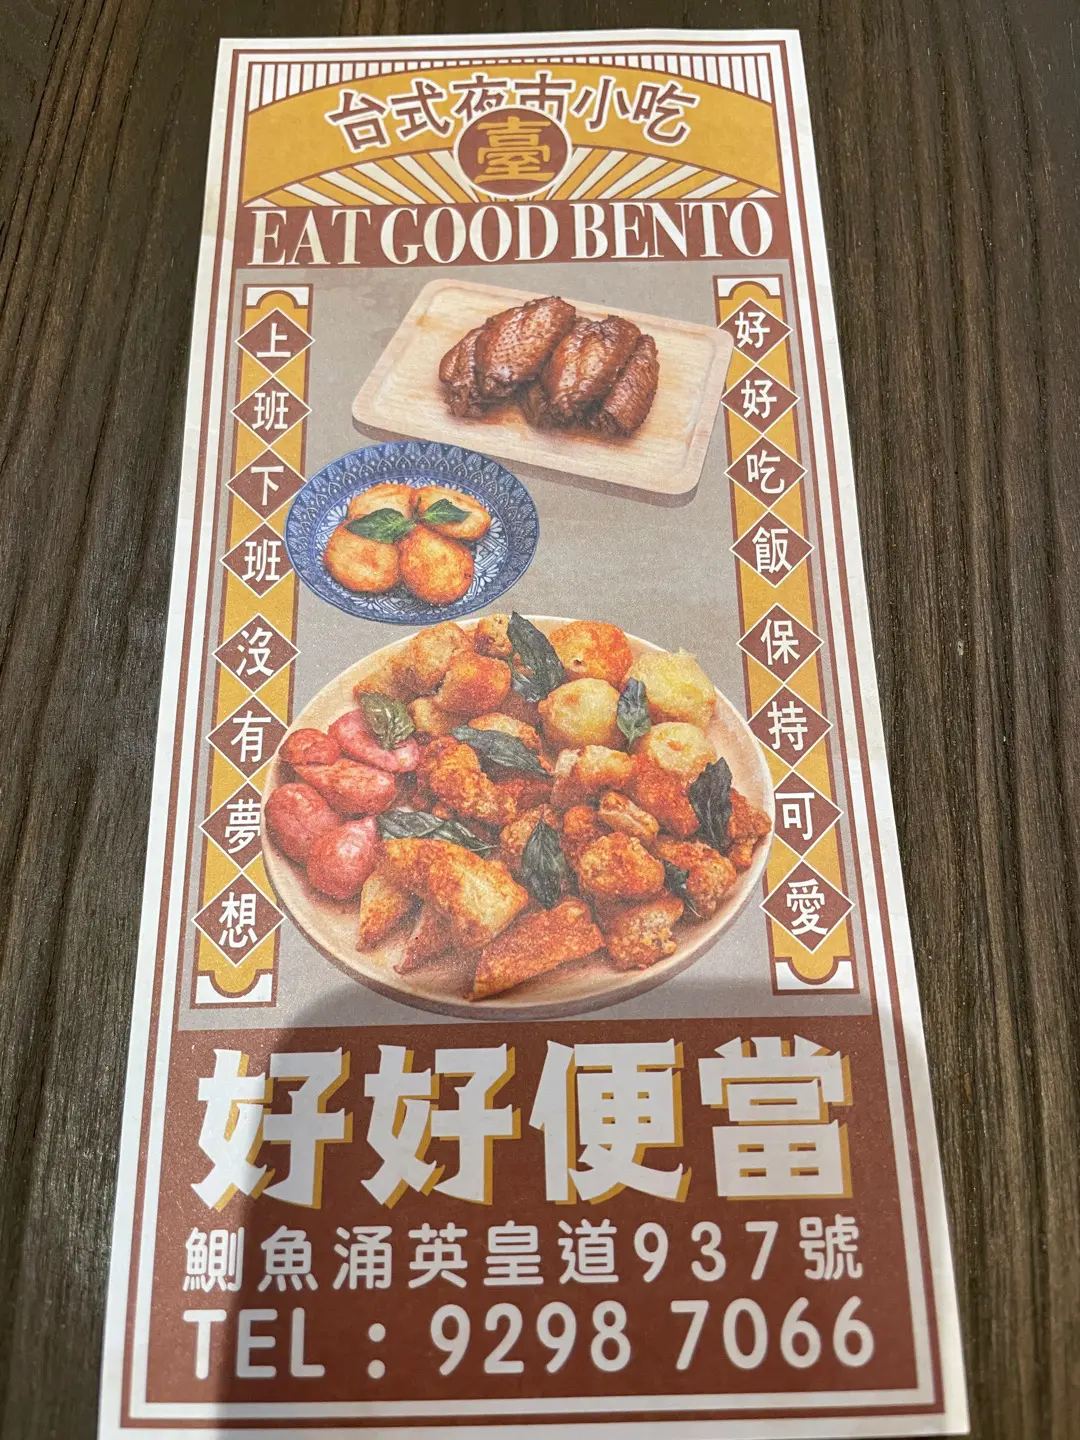 台式夜市小吃
臺
EAT GOOD BENTO
上班下班 沒有夢想
好好吃飯 保持可愛
好好便當
鰂魚涌英皇道937號
TEL：9298 7066